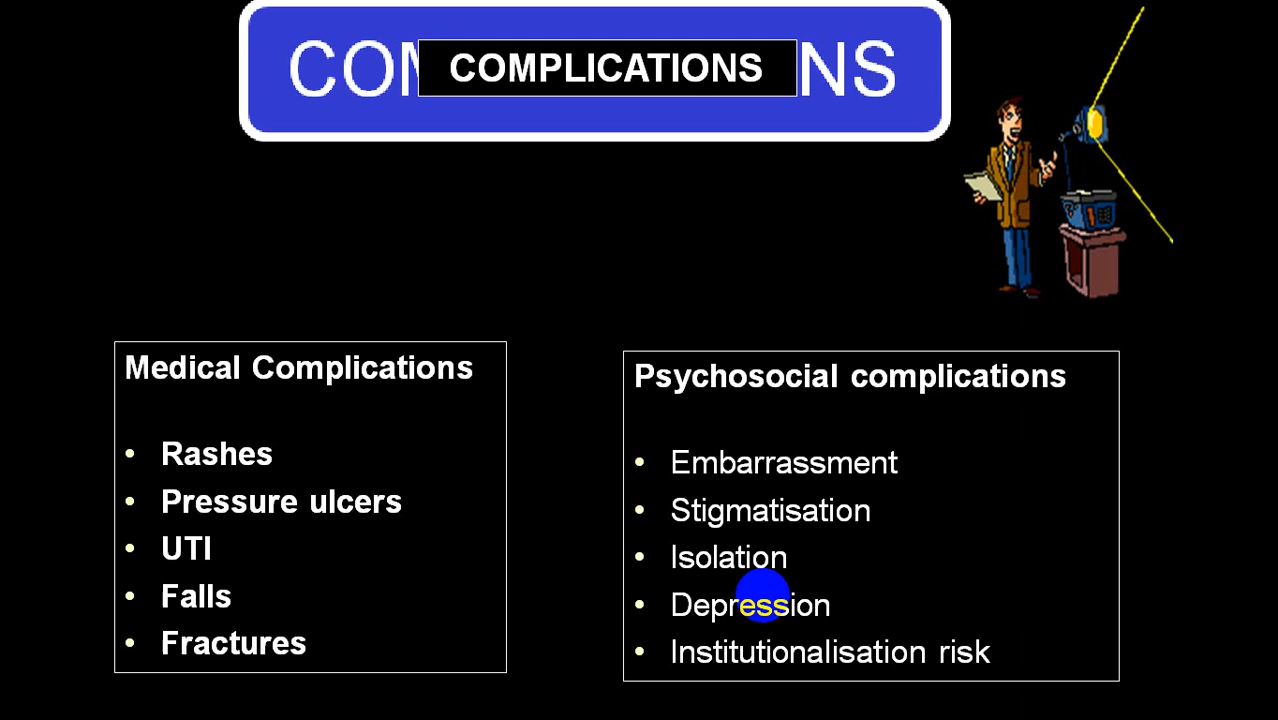 COMPLICATIONS
Medical Complications
• Rashes
• Pressure ulcers
• UTI
• Falls
• Fractures
Psychosocial complications
• Embarrassment
• Stigmatisation
• Isolation
• Depression
• Institutionalisation risk